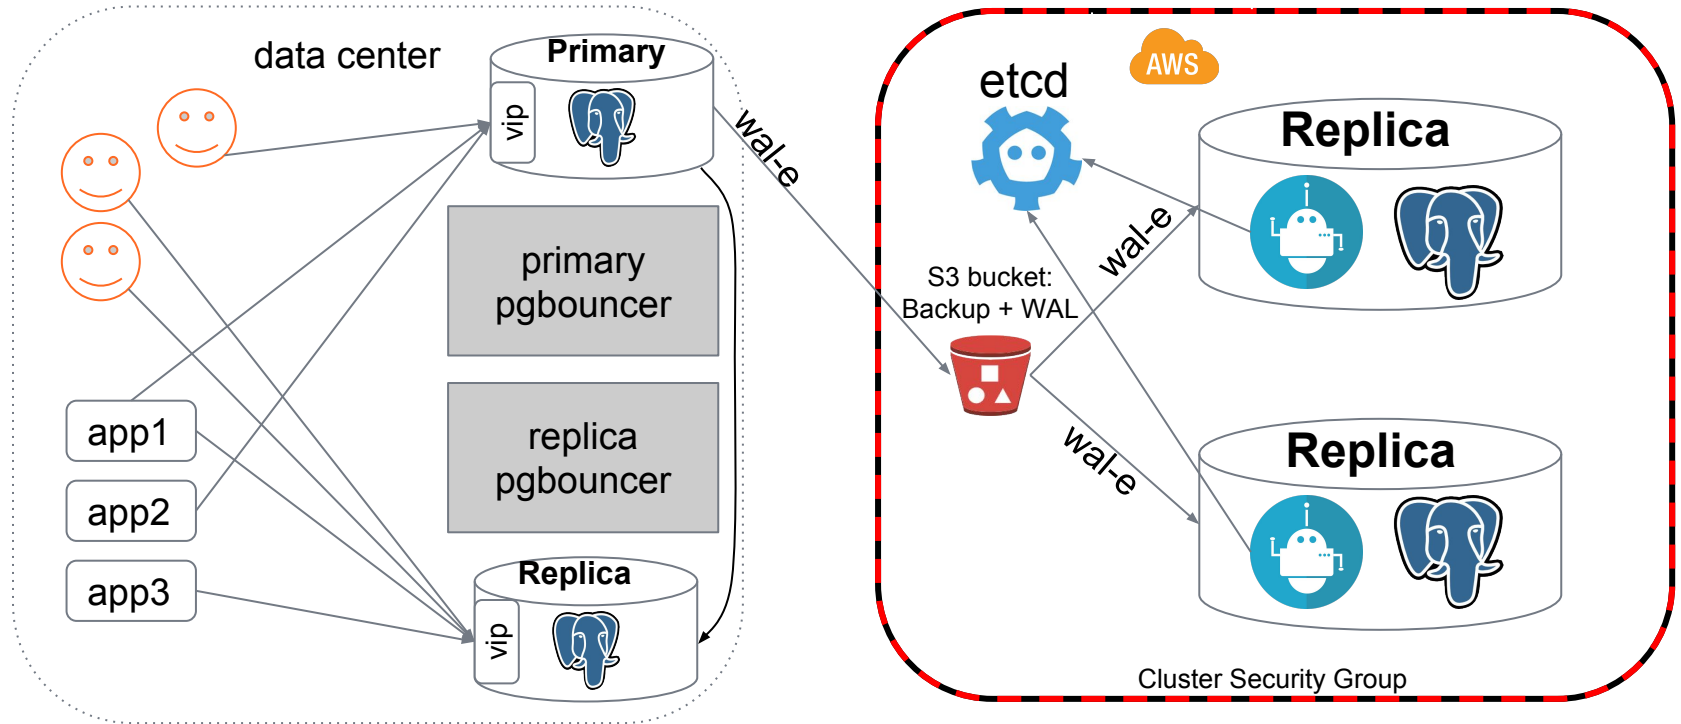 data center
Primary
vip
primary
pgbouncer
replica
pgbouncer
app1
app2
app3
Replica
vip
wal-e
AWS
etcd
Replica
wal-e
S3 bucket:
Backup + WAL
wal-e
Replica
Cluster Security Group